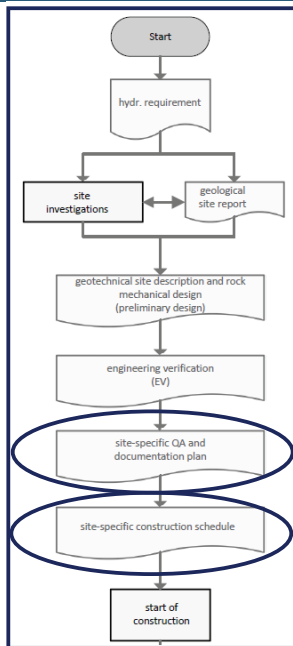 Start
hydr. requirement
site
investigations
geological
site report
geotechnical site description and rock
mechanical design
(preliminary design)
engineering verification
(EV)
site-specific QA and
documentation plan
site-specific construction schedule
start of
construction